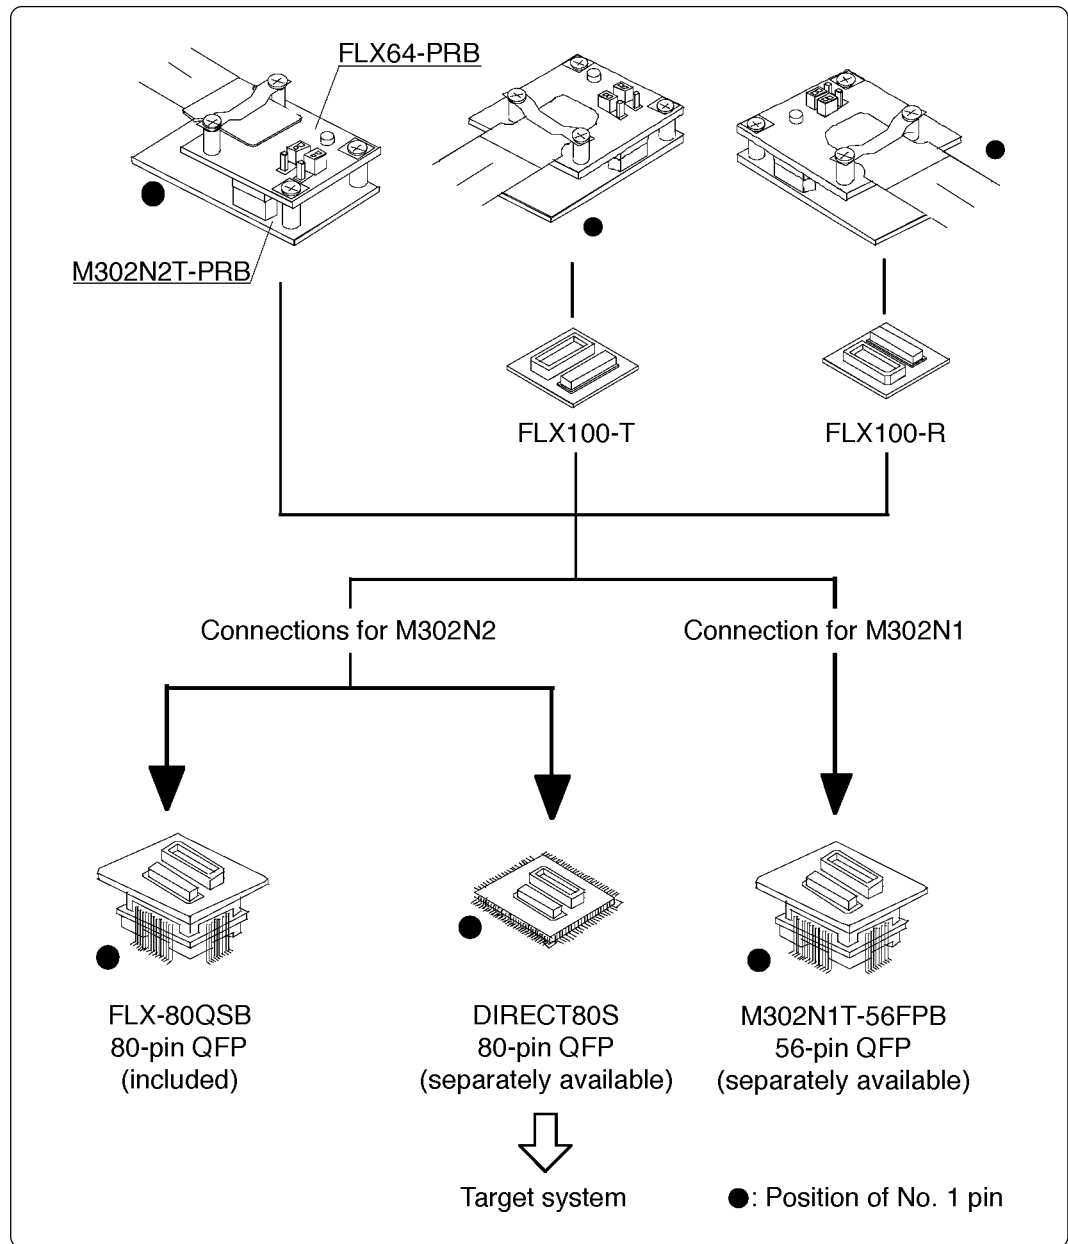 FLX64-PRB
M302N2T-PRB
FLX100-T
FLX100-R
Connections for M302N2
Connection for M302N1
FLX-80QSB
80-pin QFP
(included)
DIRECT80S
80-pin QFP
(separately available)
M302N1T-56FPB
56-pin QFP
(separately available)
Target system
●: Position of No. 1 pin